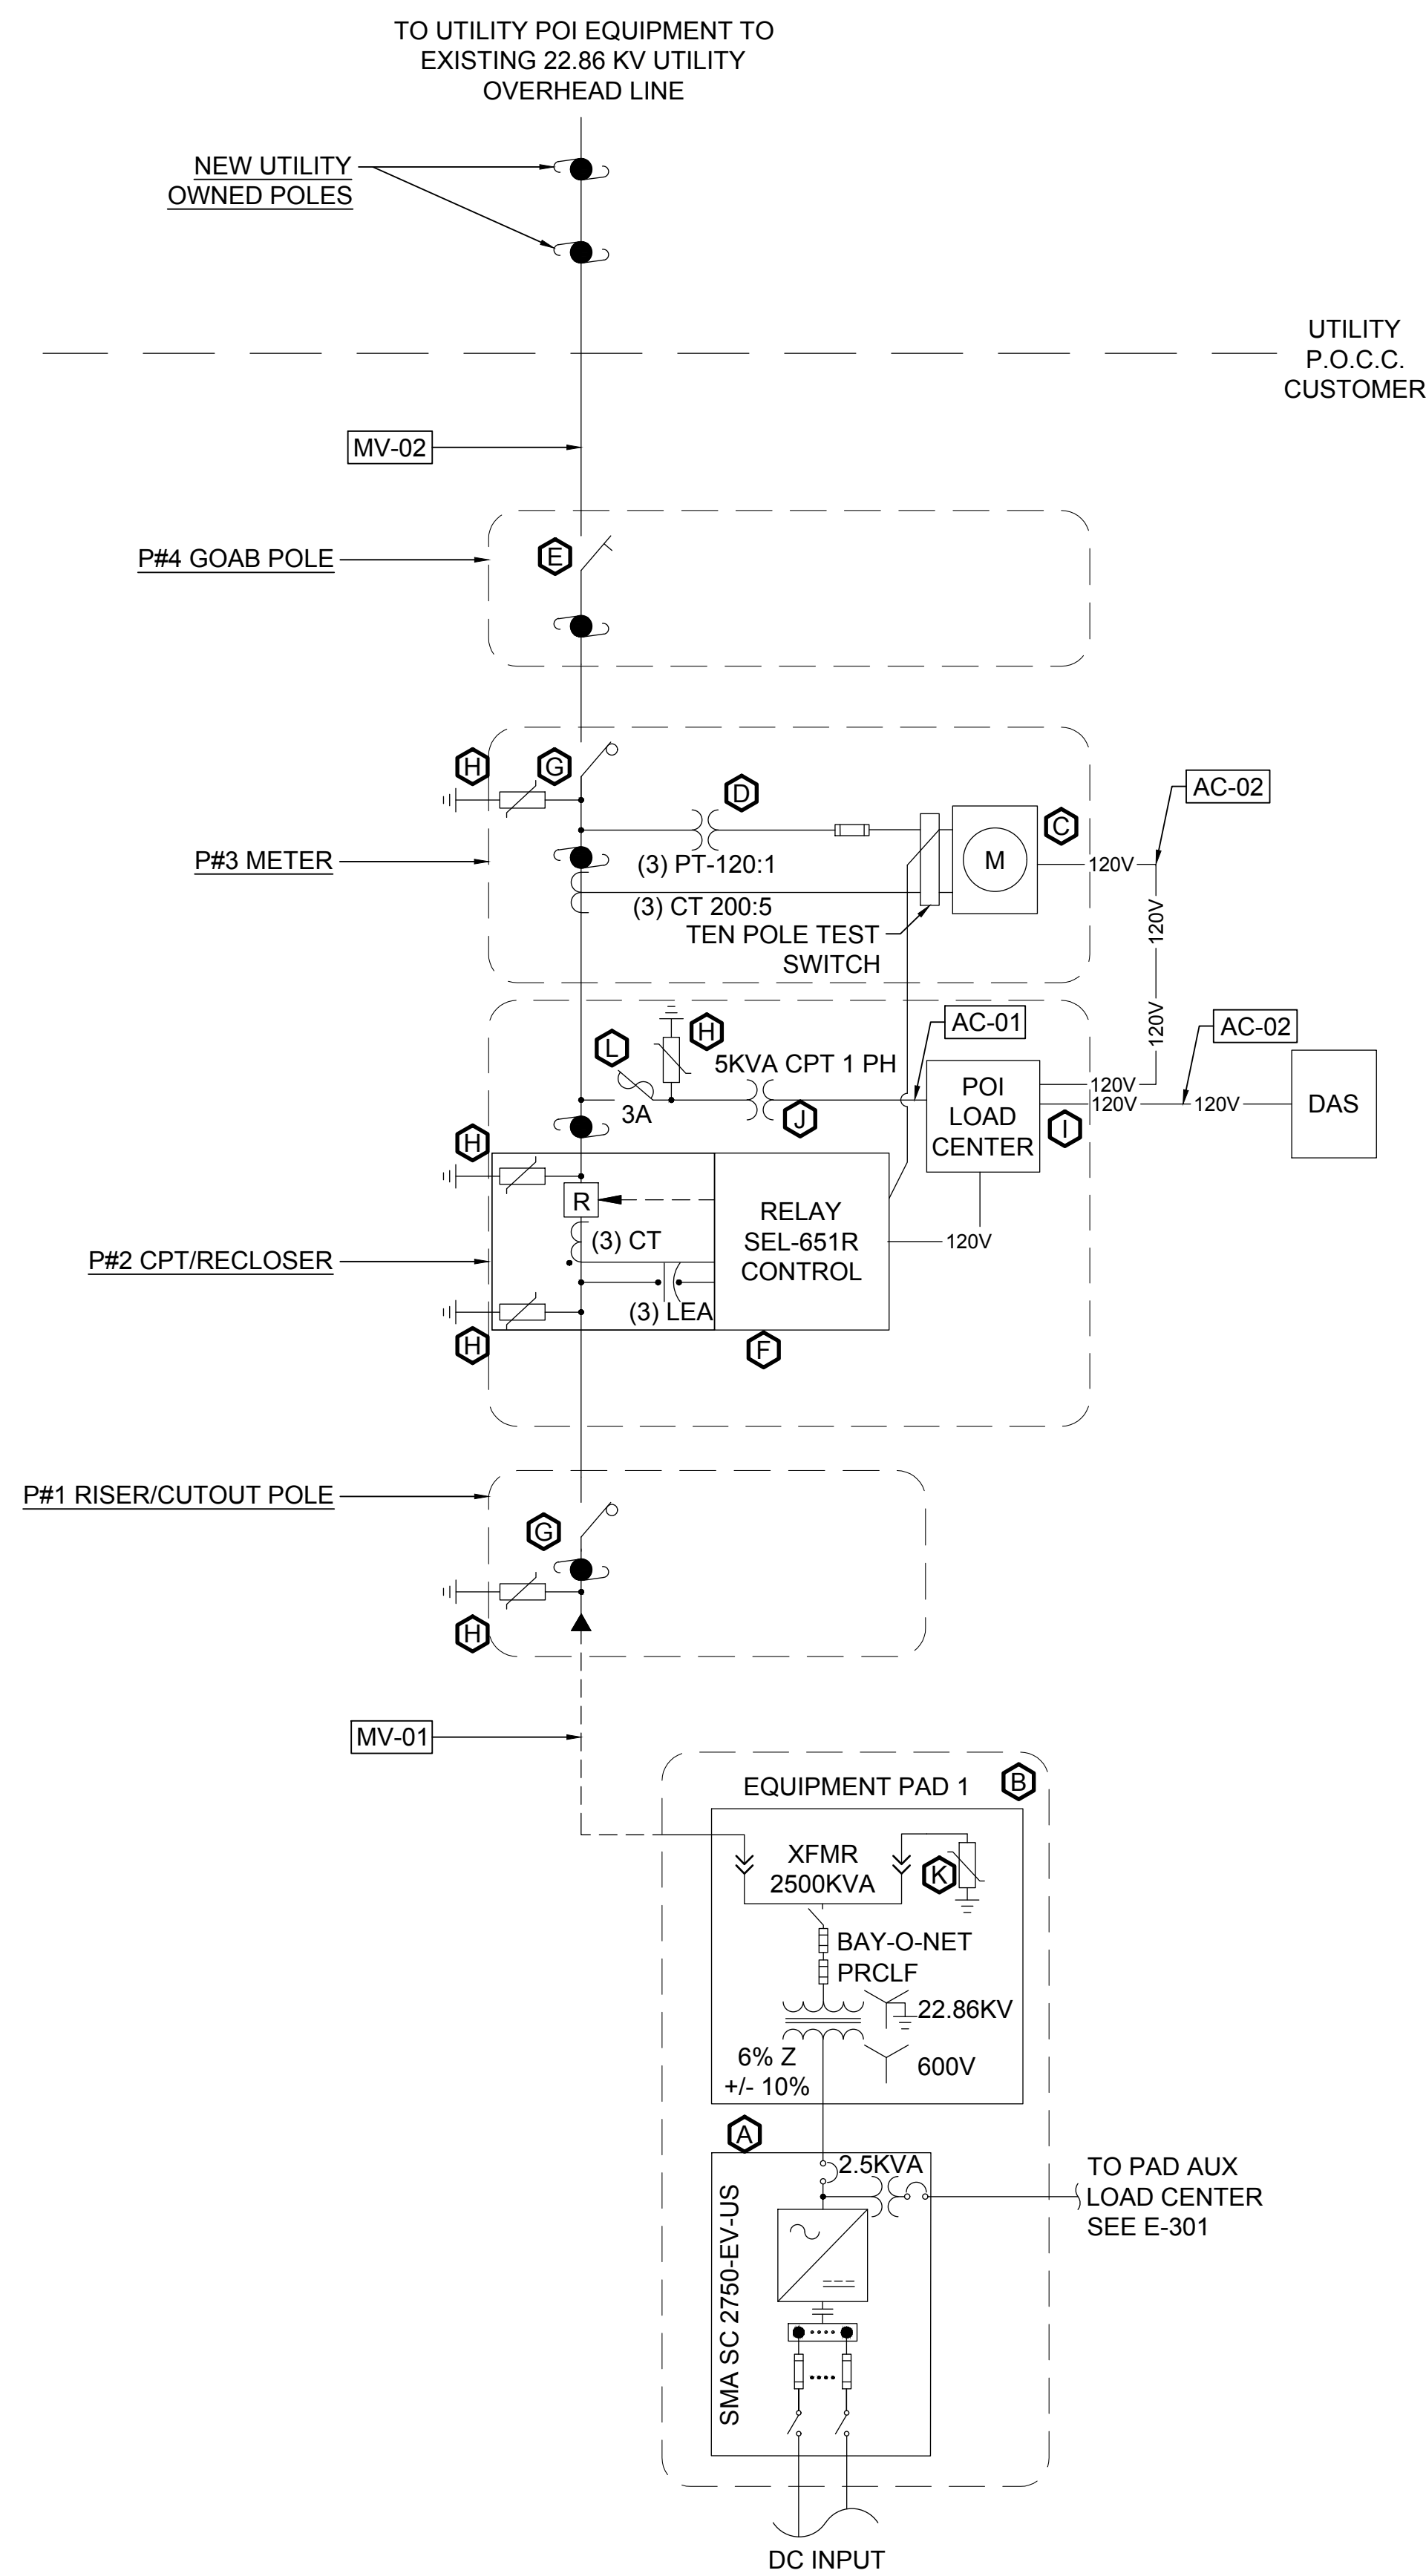 TO UTILITY POI EQUIPMENT TO
EXISTING 22.86 KV UTILITY
OVERHEAD LINE
NEW UTILITY
OWNED POLES
UTILITY
P.O.C.C.
CUSTOMER
MV-02
P#4 GOAB POLE
E
H
G
D
C
AC-02
P#3 METER
(3) PT-120:1
M
120V
(3) CT 200:5
TEN POLE TEST
SWITCH
120V
120V
L
H
AC-01
AC-02
5KVA CPT 1 PH
3A
J
POI
LOAD
CENTER
120V
120V
120V
I
DAS
H
R
(3) CT
(3) LEA
RELAY
SEL-651R
CONTROL
120V
P#2 CPT/RECLOSER
H
F
P#1 RISER/CUTOUT POLE
G
H
MV-01
EQUIPMENT PAD 1
B
XFMR
2500KVA
K
BAY-O-NET
PRCLF
22.86KV
6% Z
+/- 10%
600V
A
2.5KVA
SMA SC 2750-EV-US
TO PAD AUX
LOAD CENTER
SEE E-301
DC INPUT